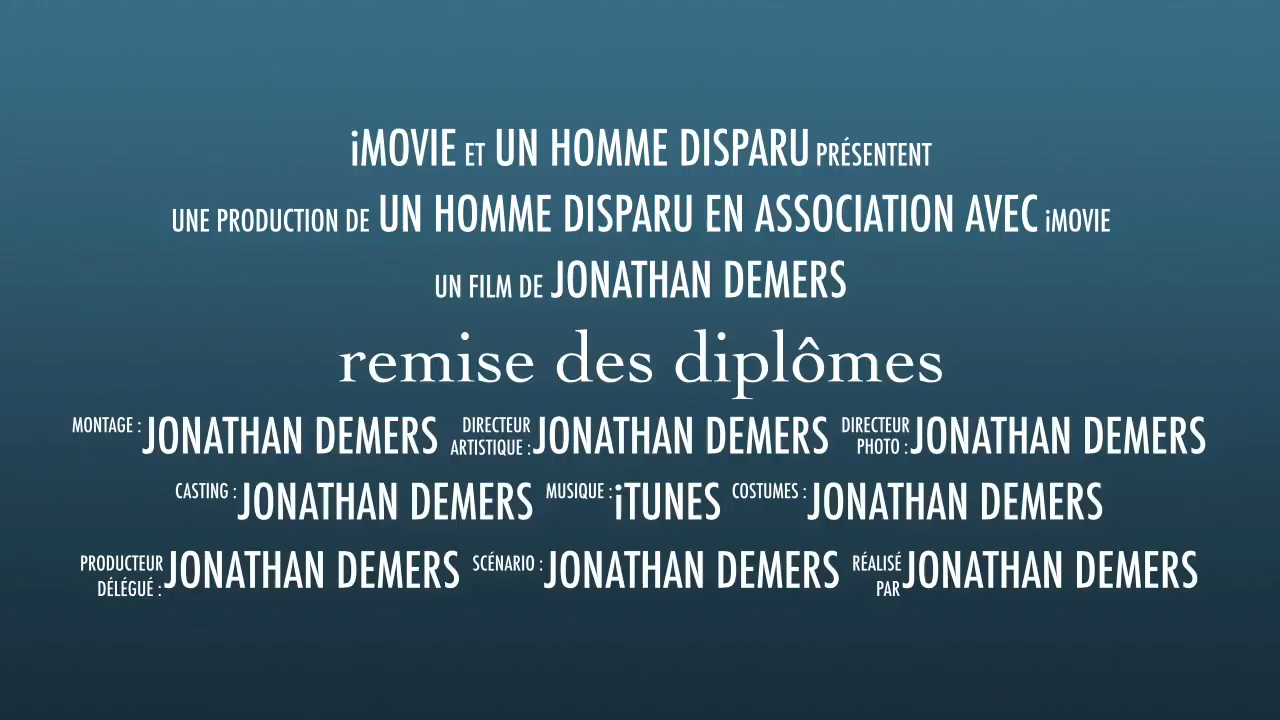 iMOVIE ET UN HOMME DISPARU PRÉSENTENT
UNE PRODUCTION DE UN HOMME DISPARU EN ASSOCIATION AVEC iMOVIE
UN FILM DE JONATHAN DEMERS
remise des diplômes
MONTAGE : JONATHAN DEMERS DIRECTEUR ARTISTIQUE : JONATHAN DEMERS DIRECTEUR PHOTO : JONATHAN DEMERS
CASTING : JONATHAN DEMERS MUSIQUE : iTUNES COSTUMES : JONATHAN DEMERS
PRODUCTEUR DÉLÉGUÉ : JONATHAN DEMERS SCÉNARIO : JONATHAN DEMERS RÉALISÉ PAR JONATHAN DEMERS